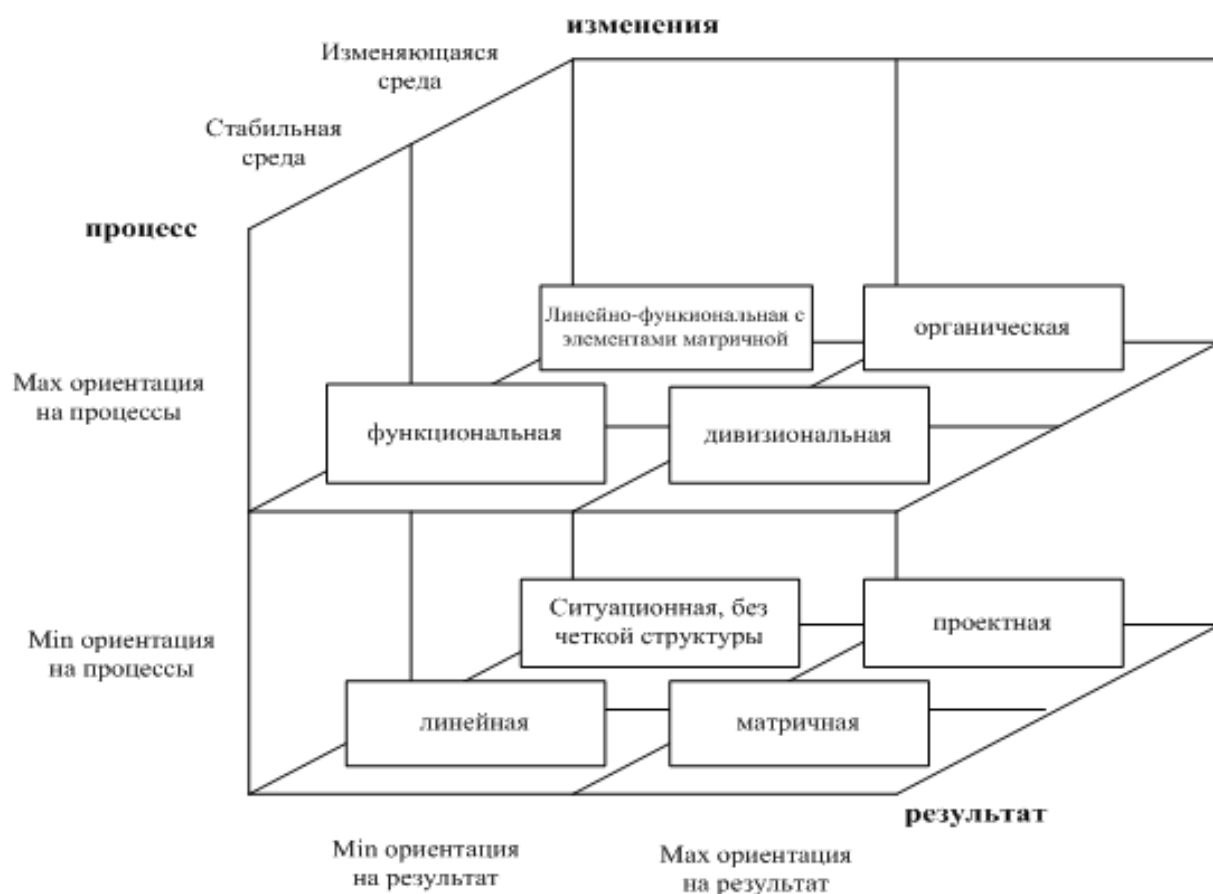 изменения
Изменяющаяся
среда
Стабильная
среда
процесс
Линейно-функиональная с
элементами матричной
органическая
Max ориентация
на процессы
функциональная
дивизиональная
Ситуационная, без
четкой структуры
проектная
Min ориентация
на процессы
линейная
матричная
результат
Min ориентация
на результат
Max ориентация
на результат